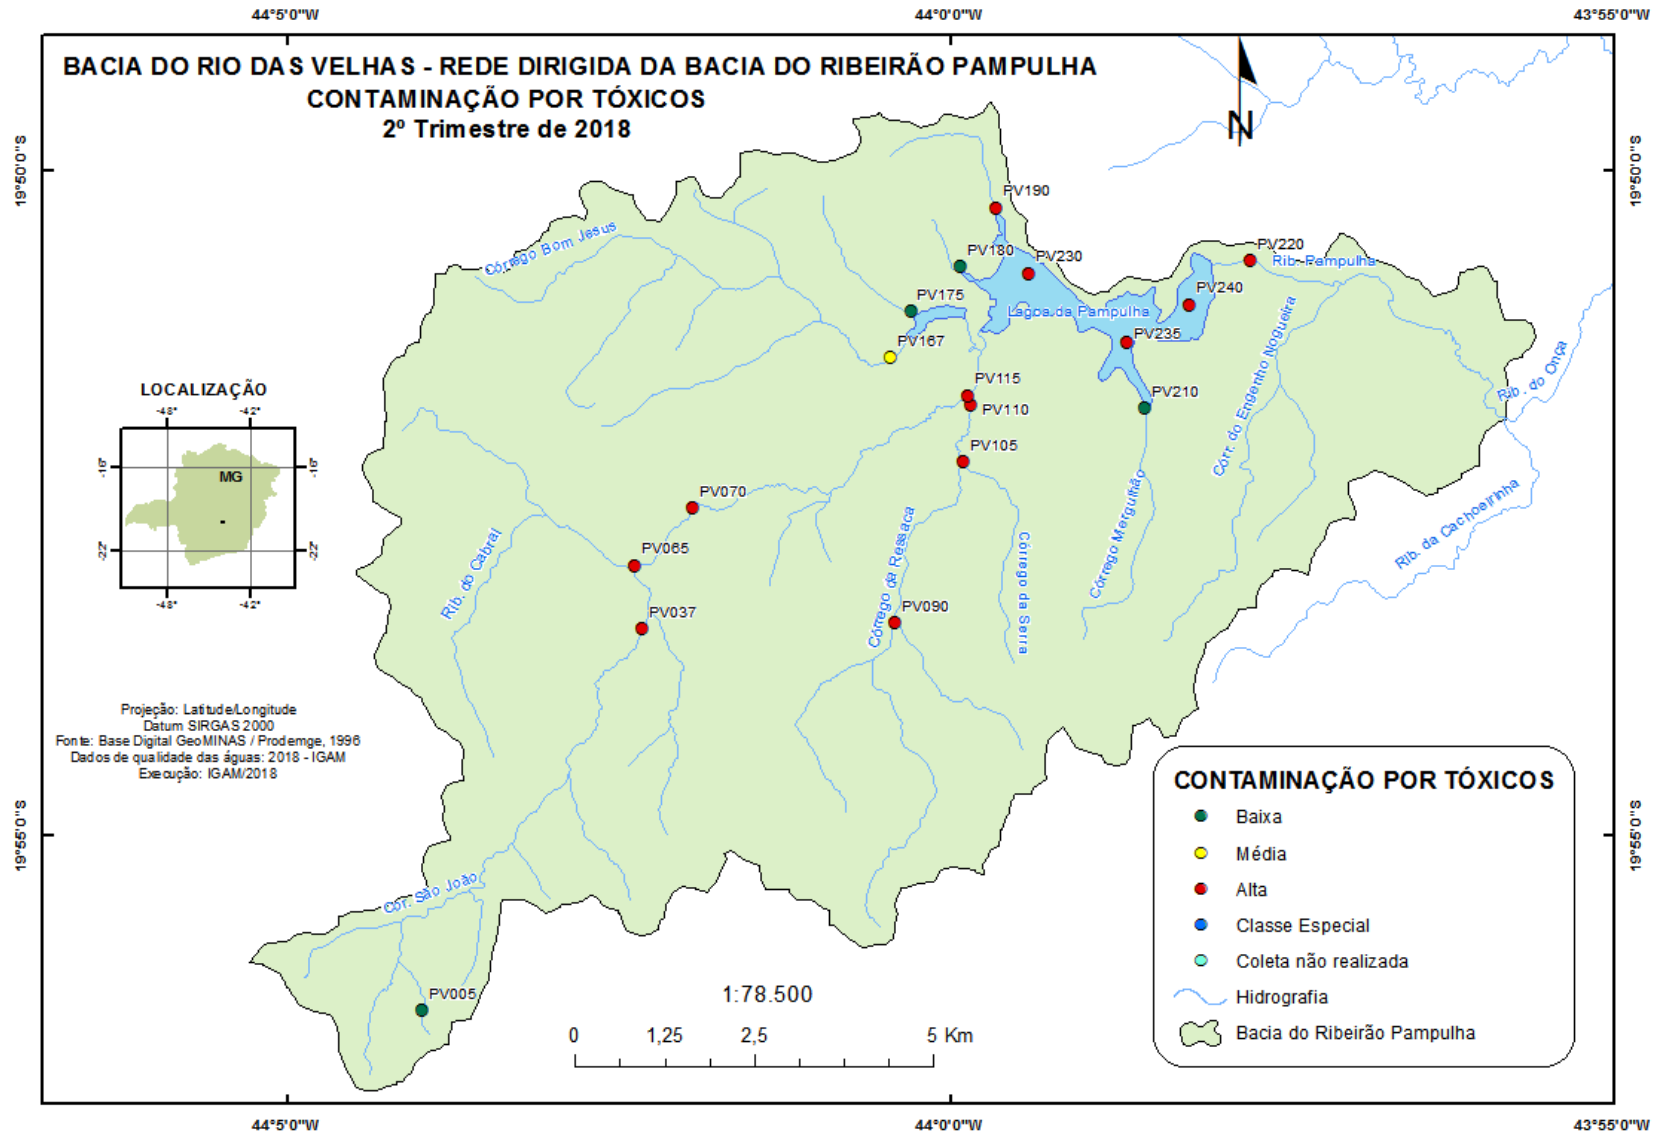 44°5'0"W
44°0'0"W
43°55'0"W
BACIA DO RIO DAS VELHAS - REDE DIRIGIDA DA BACIA DO RIBEIRÃO PAMPULHA
CONTAMINAÇÃO POR TÓXICOS
2º Trimestre de 2018
N
19°50'0"S
19°50'0"S
PV190
Córrego Bom Jesus
PV180
PV230
PV220
Rib. Pampulha
PV175
PV240
Lagoa da Pampulha
PV167
PV235
Córr. do Engenho Nogueira
Rib. do Onça
LOCALIZAÇÃO
-48°
-42°
PV115
PV110
PV210
MG
-22°
-22°
-48°
-42°
PV105
PV070
Rib. do Cabral
PV065
Córrego da Ressaca
Córrego da Serra
Córrego Mergulhão
Rib. da Cachoeirinha
PV037
PV090
Projeção: Latitude/Longitude
Datum SIRGAS 2000
Fonte: Base Digital GeoMINAS / Prodemge, 1996
Dados de qualidade das águas: 2018 - IGAM
Execução: IGAM/2018
19°55'0"S
19°55'0"S
Cór. São João
PV005
1:78.500
0
1,25
2,5
5 Km
CONTAMINAÇÃO POR TÓXICOS
Baixa
Média
Alta
Classe Especial
Coleta não realizada
Hidrografia
Bacia do Ribeirão Pampulha
44°5'0"W
44°0'0"W
43°55'0"W